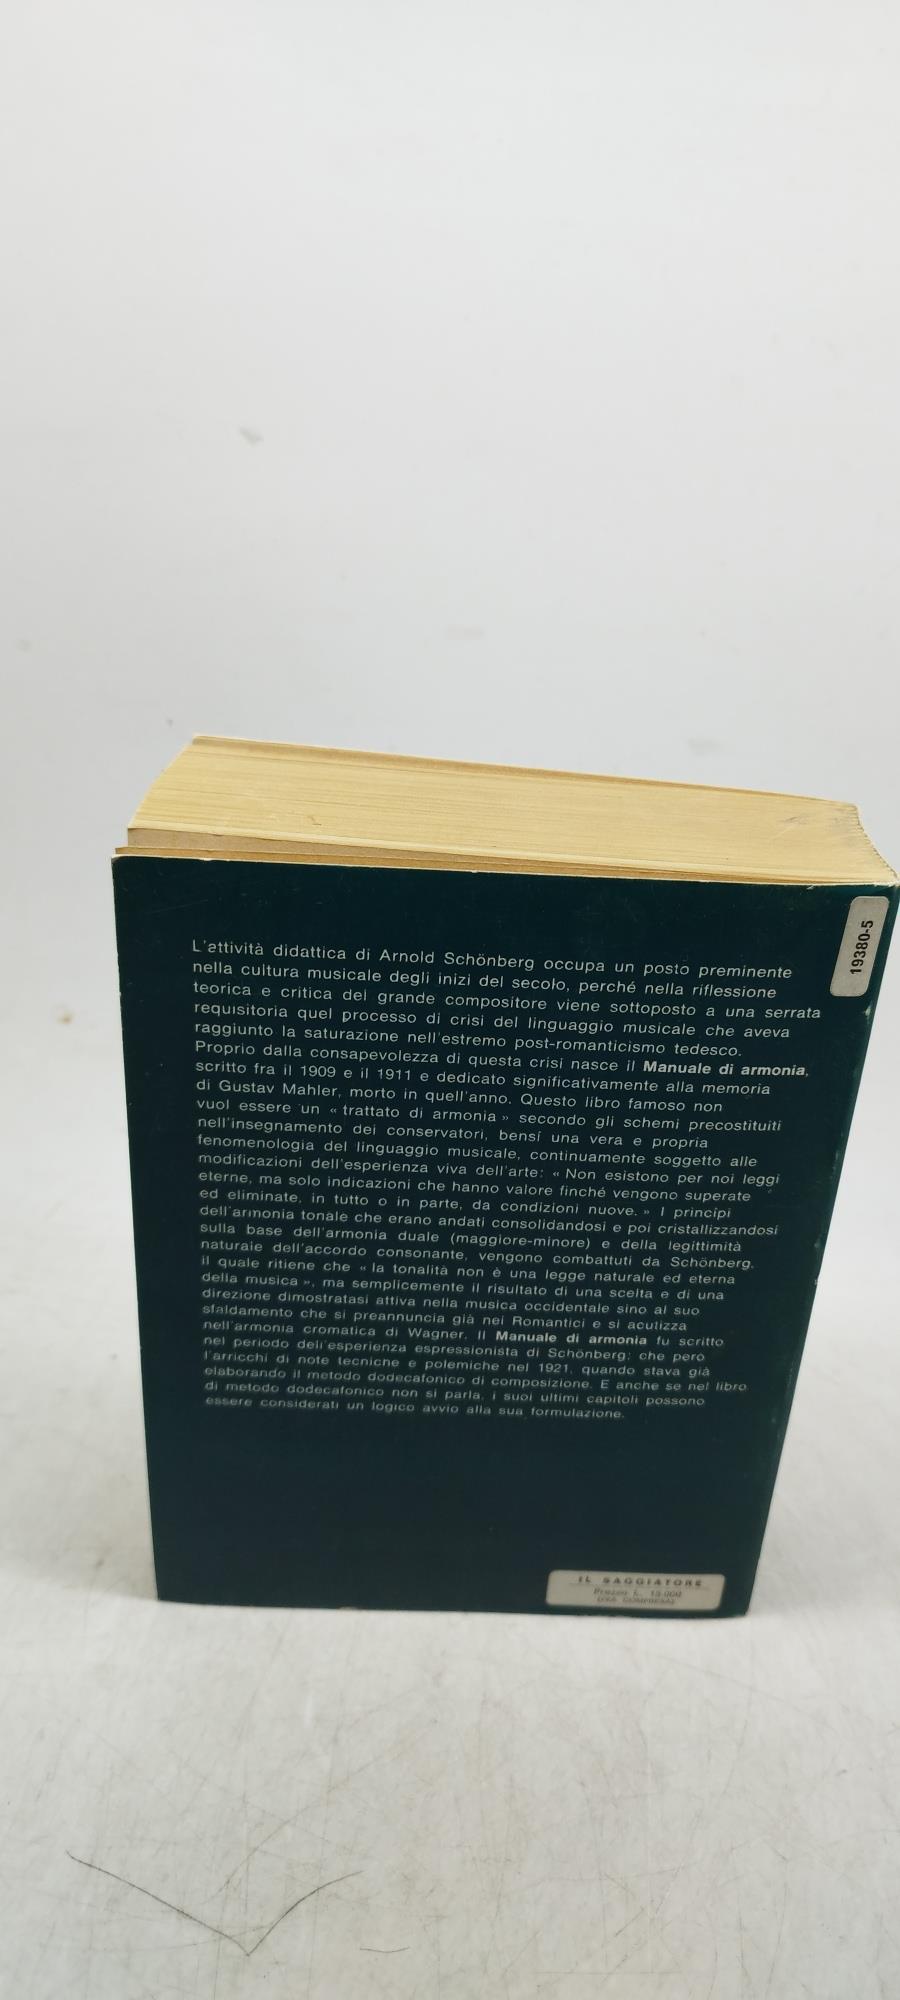 19380-5
L'attività didattica di Arnold Schönberg occupa un posto preminente
nella cultura musicale degli inizi del secolo, perché nella riflessione
teorica e critica del grande compositore viene sottoposto a una serrata
requisitoria quel processo di crisi del linguaggio musicale che aveva
raggiunto la saturazione nell'estremo post-romanticismo tedesco.
Proprio dalla consapevolezza di questa crisi nasce il Manuale di armonia,
scritto fra il 1909 e il 1911 e dedicato significativamente alla memoria
di Gustav Mahler, morto in quell'anno. Questo libro famoso non
vuol essere un « trattato di armonia » secondo gli schemi precostituiti
nell'insegnamento dei conservatori, bensí una vera e propria
fenomenologia del linguaggio musicale, continuamente soggetto alle
modificazioni dell'esperienza viva dell'arte: « Non esistono per noi leggi
eterne, ma solo indicazioni che hanno valore finché vengono superate
ed eliminate, in tutto o in parte, da condizioni nuove. » I princípi
dell'armonia tonale che erano andati consolidandosi e poi cristallizzandosi
sulla base dell'armonia duale (maggiore-minore) e della legittimità
naturale dell'accordo consonante, vengono combattuti da Schönberg,
il quale ritiene che « la tonalità non è una legge naturale ed eterna
della musica », ma semplicemente il risultato di una scelta e di una
direzione dimostratasi attiva nella musica occidentale sino al suo
sfaldamento che si preannuncia già nei Romantici e si acutizza
nell'armonia cromatica di Wagner. Il Manuale di armonia fu scritto
nel periodo dell'esperienza espressionista di Schönberg; che però
l'arricchí di note tecniche e polemiche nel 1921, quando stava già
elaborando il metodo dodecafonico di composizione. E anche se nel libro
di metodo dodecafonico non si parla, i suoi ultimi capitoli possono
essere considerati un logico avvio alla sua formulazione.
IL SAGGIATORE
Prezzo L. 15.000
(IVA COMPRESA)